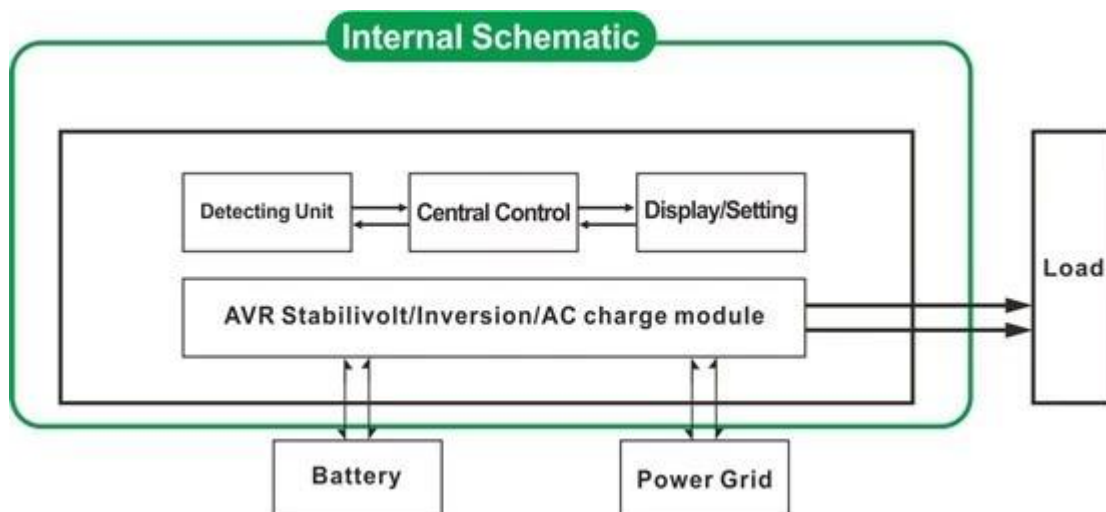 Internal Schematic
Detecting Unit
Central Control
Display/Setting
AVR Stabilivolt/Inversion/AC charge module
Load
Battery
Power Grid